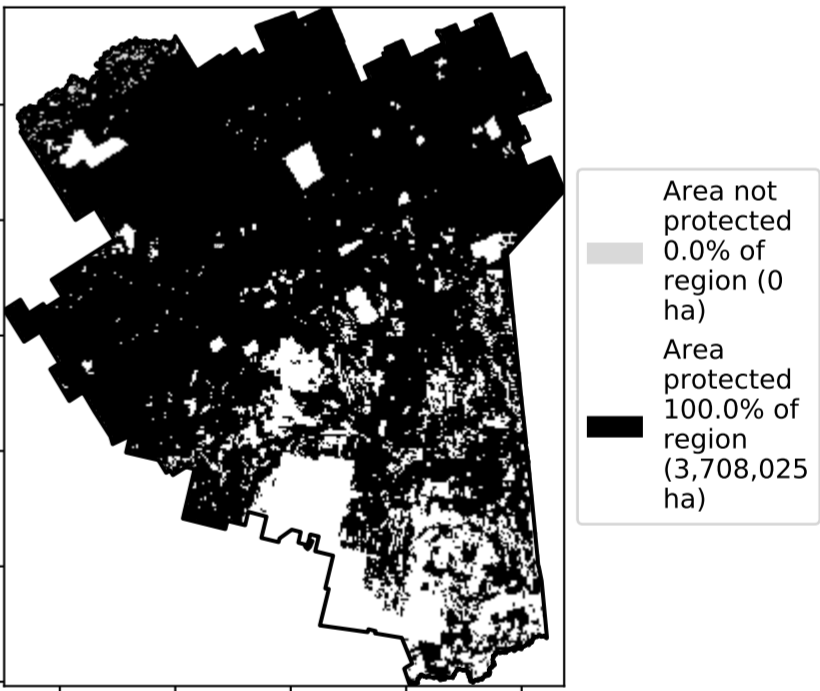 Area not
protected
0.0% of
region (0
ha)
Area
protected
100.0% of
region
(3,708,025
ha)